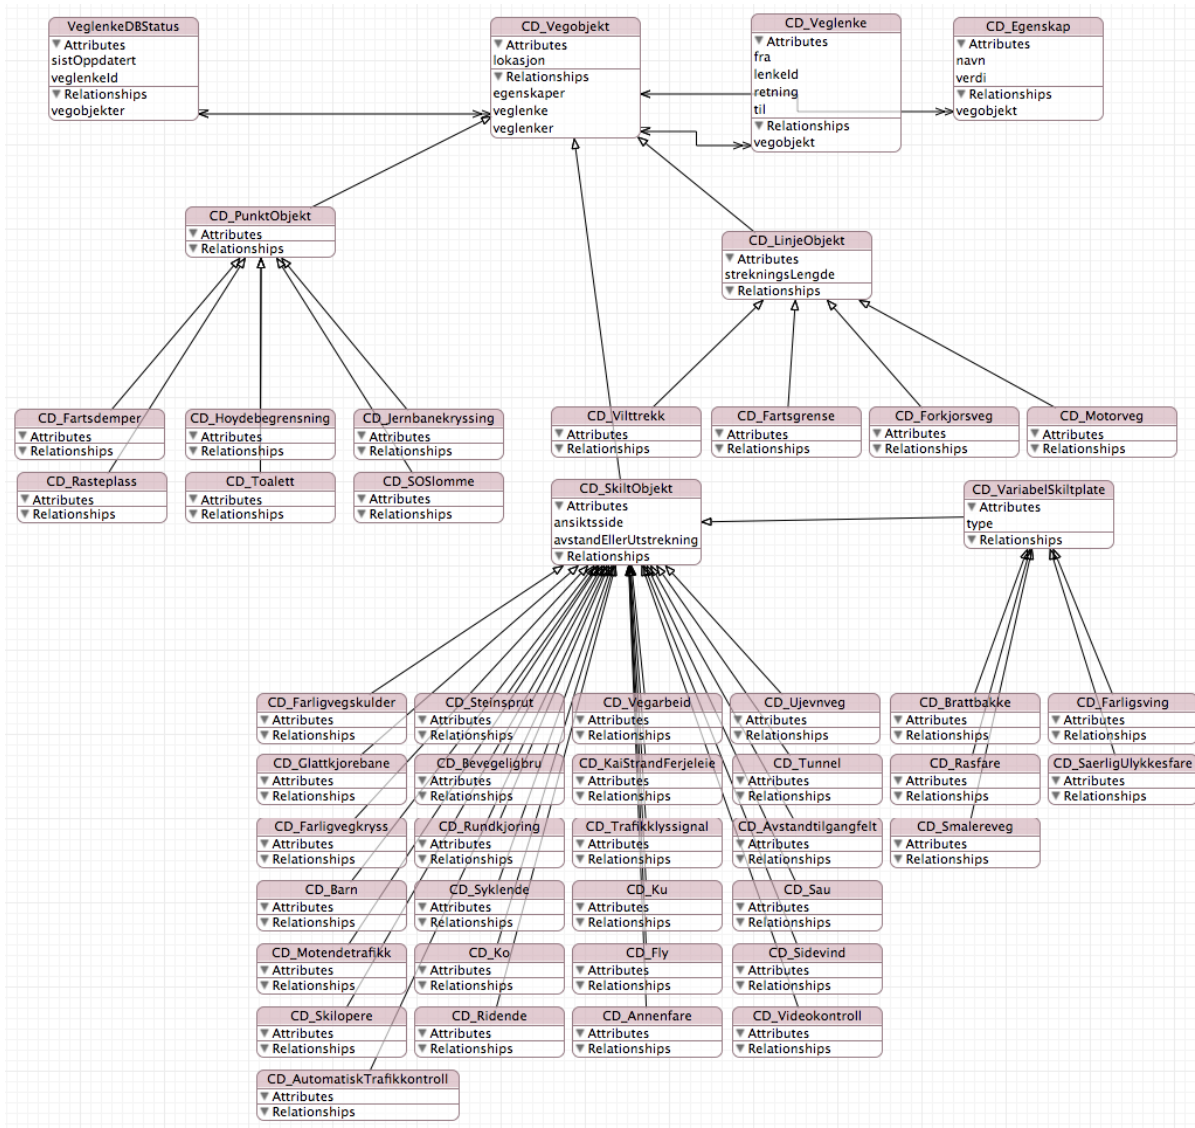 VeglenkeDBStatus
▼ Attributes
sistOppdatert
veglenkeId
▼ Relationships
vegobjekter
CD_Vegobjekt
▼ Attributes
lokasjon
▼ Relationships
egenskaper
veglenke
veglenker
CD_Veglenke
▼ Attributes
fra
lenkeId
retning
til
▼ Relationships
vegobjekt
CD_Egenskap
▼ Attributes
navn
verdi
▼ Relationships
vegobjekt
CD_PunktObjekt
▼ Attributes
▼ Relationships
CD_LinjeObjekt
▼ Attributes
strekningsLengde
▼ Relationships
CD_Fartsdemper
▼ Attributes
▼ Relationships
CD_Hoydebegrensning
▼ Attributes
▼ Relationships
CD_Jernbanekryssing
▼ Attributes
▼ Relationships
CD_Vilttrekk
▼ Attributes
▼ Relationships
CD_Fartsgrense
▼ Attributes
▼ Relationships
CD_Forkjorsveg
▼ Attributes
▼ Relationships
CD_Motorveg
▼ Attributes
▼ Relationships
CD_Rasteplass
▼ Attributes
▼ Relationships
CD_Toalett
▼ Attributes
▼ Relationships
CD_SOSlomme
▼ Attributes
▼ Relationships
CD_SkiltObjekt
▼ Attributes
ansiktsside
avstandEllerUtstrekning
▼ Relationships
CD_VariabelSkiltplate
▼ Attributes
type
▼ Relationships
CD_Farligvegskulder
▼ Attributes
▼ Relationships
CD_Steinsprut
▼ Attributes
▼ Relationships
CD_Vegarbeid
▼ Attributes
▼ Relationships
CD_Ujevnveg
▼ Attributes
▼ Relationships
CD_Brattbakke
▼ Attributes
▼ Relationships
CD_Farligsving
▼ Attributes
▼ Relationships
CD_Glattkjorebane
▼ Attributes
▼ Relationships
CD_Bevegeligbru
▼ Attributes
▼ Relationships
CD_KaiStrandFerjeleie
▼ Attributes
▼ Relationships
CD_Tunnel
▼ Attributes
▼ Relationships
CD_Rasfare
▼ Attributes
▼ Relationships
CD_SaerligUlykkesfare
▼ Attributes
▼ Relationships
CD_Farligvegkryss
▼ Attributes
▼ Relationships
CD_Rundkjoring
▼ Attributes
▼ Relationships
CD_Trafikklyssignal
▼ Attributes
▼ Relationships
CD_Avstandtilgangfelt
▼ Attributes
▼ Relationships
CD_Smalereveg
▼ Attributes
▼ Relationships
CD_Barn
▼ Attributes
▼ Relationships
CD_Syklende
▼ Attributes
▼ Relationships
CD_Ku
▼ Attributes
▼ Relationships
CD_Sau
▼ Attributes
▼ Relationships
CD_Motendetrafikk
▼ Attributes
▼ Relationships
CD_Ko
▼ Attributes
▼ Relationships
CD_Fly
▼ Attributes
▼ Relationships
CD_Sidevind
▼ Attributes
▼ Relationships
CD_Skilopere
▼ Attributes
▼ Relationships
CD_Ridende
▼ Attributes
▼ Relationships
CD_Annenfare
▼ Attributes
▼ Relationships
CD_Videokontroll
▼ Attributes
▼ Relationships
CD_AutomatiskTrafikkontroll
▼ Attributes
▼ Relationships